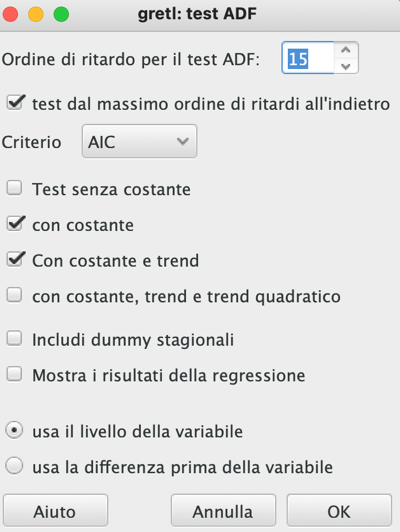 gretl: test ADF
Ordine di ritardo per il test ADF: 15
test dal massimo ordine di ritardi all'indietro
Criterio AIC
Test senza costante
con costante
Con costante e trend
con costante, trend e trend quadratico
Includi dummy stagionali
Mostra i risultati della regressione
usa il livello della variabile
usa la differenza prima della variabile
Aiuto Annulla OK